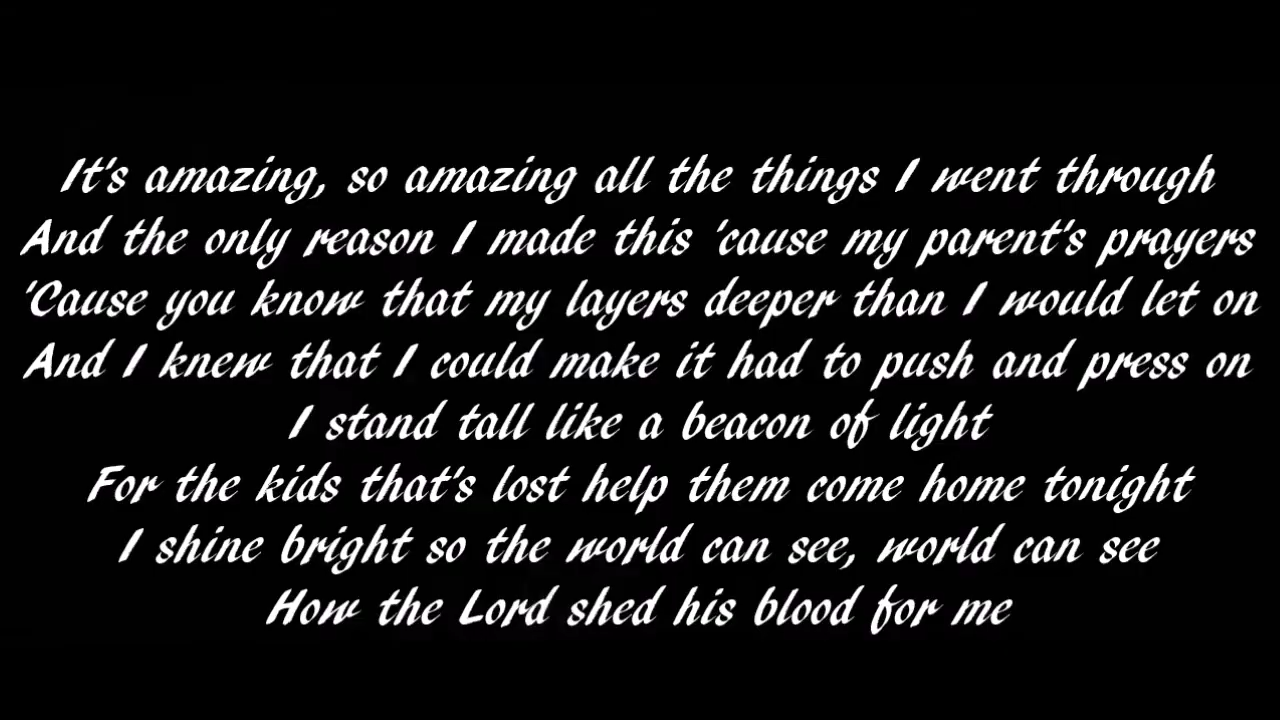 It's amazing, so amazing all the things I went through
And the only reason I made this 'cause my parent's prayers
'Cause you know that my layers deeper than I would let on
And I knew that I could make it had to push and press on
I stand tall like a beacon of light
For the kids that's lost help them come home tonight
I shine bright so the world can see, world can see
How the Lord shed his blood for me